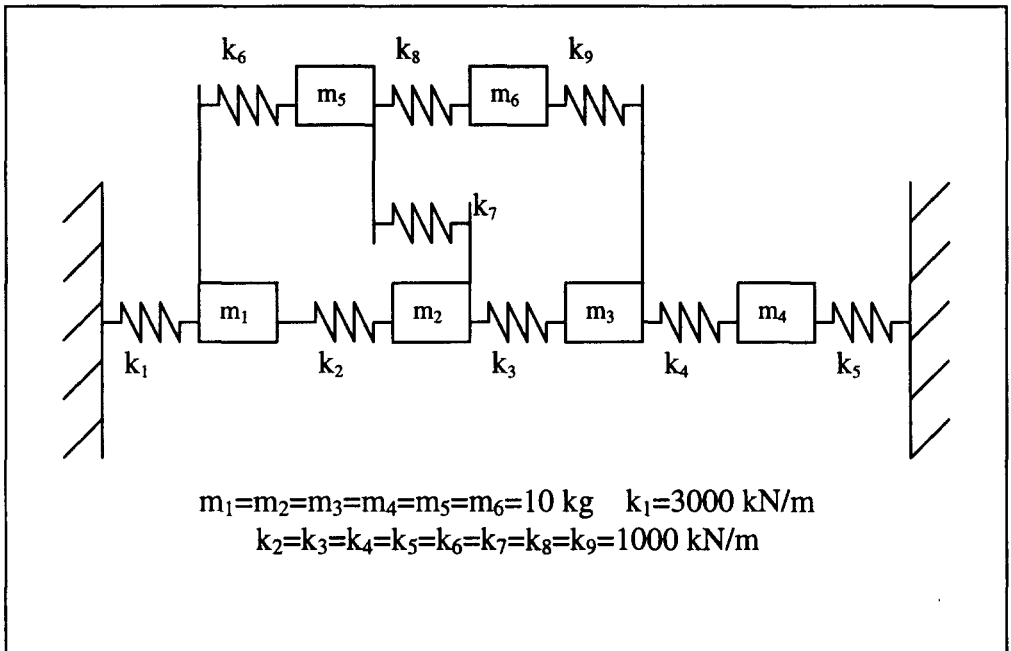 k₆ k₈ k₉
m₅ m₆
k₇
m₁ m₂ m₃ m₄
k₁ k₂ k₃ k₄ k₅
m₁=m₂=m₃=m₄=m₅=m₆=10 kg k₁=3000 kN/m
k₂=k₃=k₄=k₅=k₆=k₇=k₈=k₉=1000 kN/m